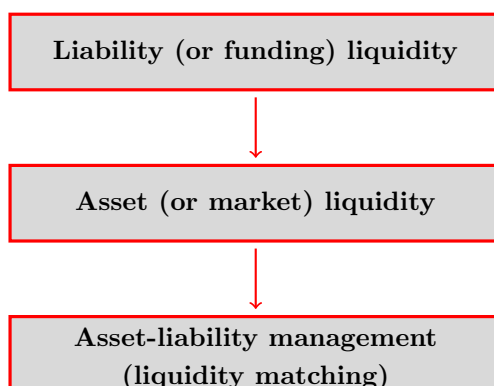 Liability (or funding) liquidity
Asset (or market) liquidity
Asset-liability management
(liquidity matching)